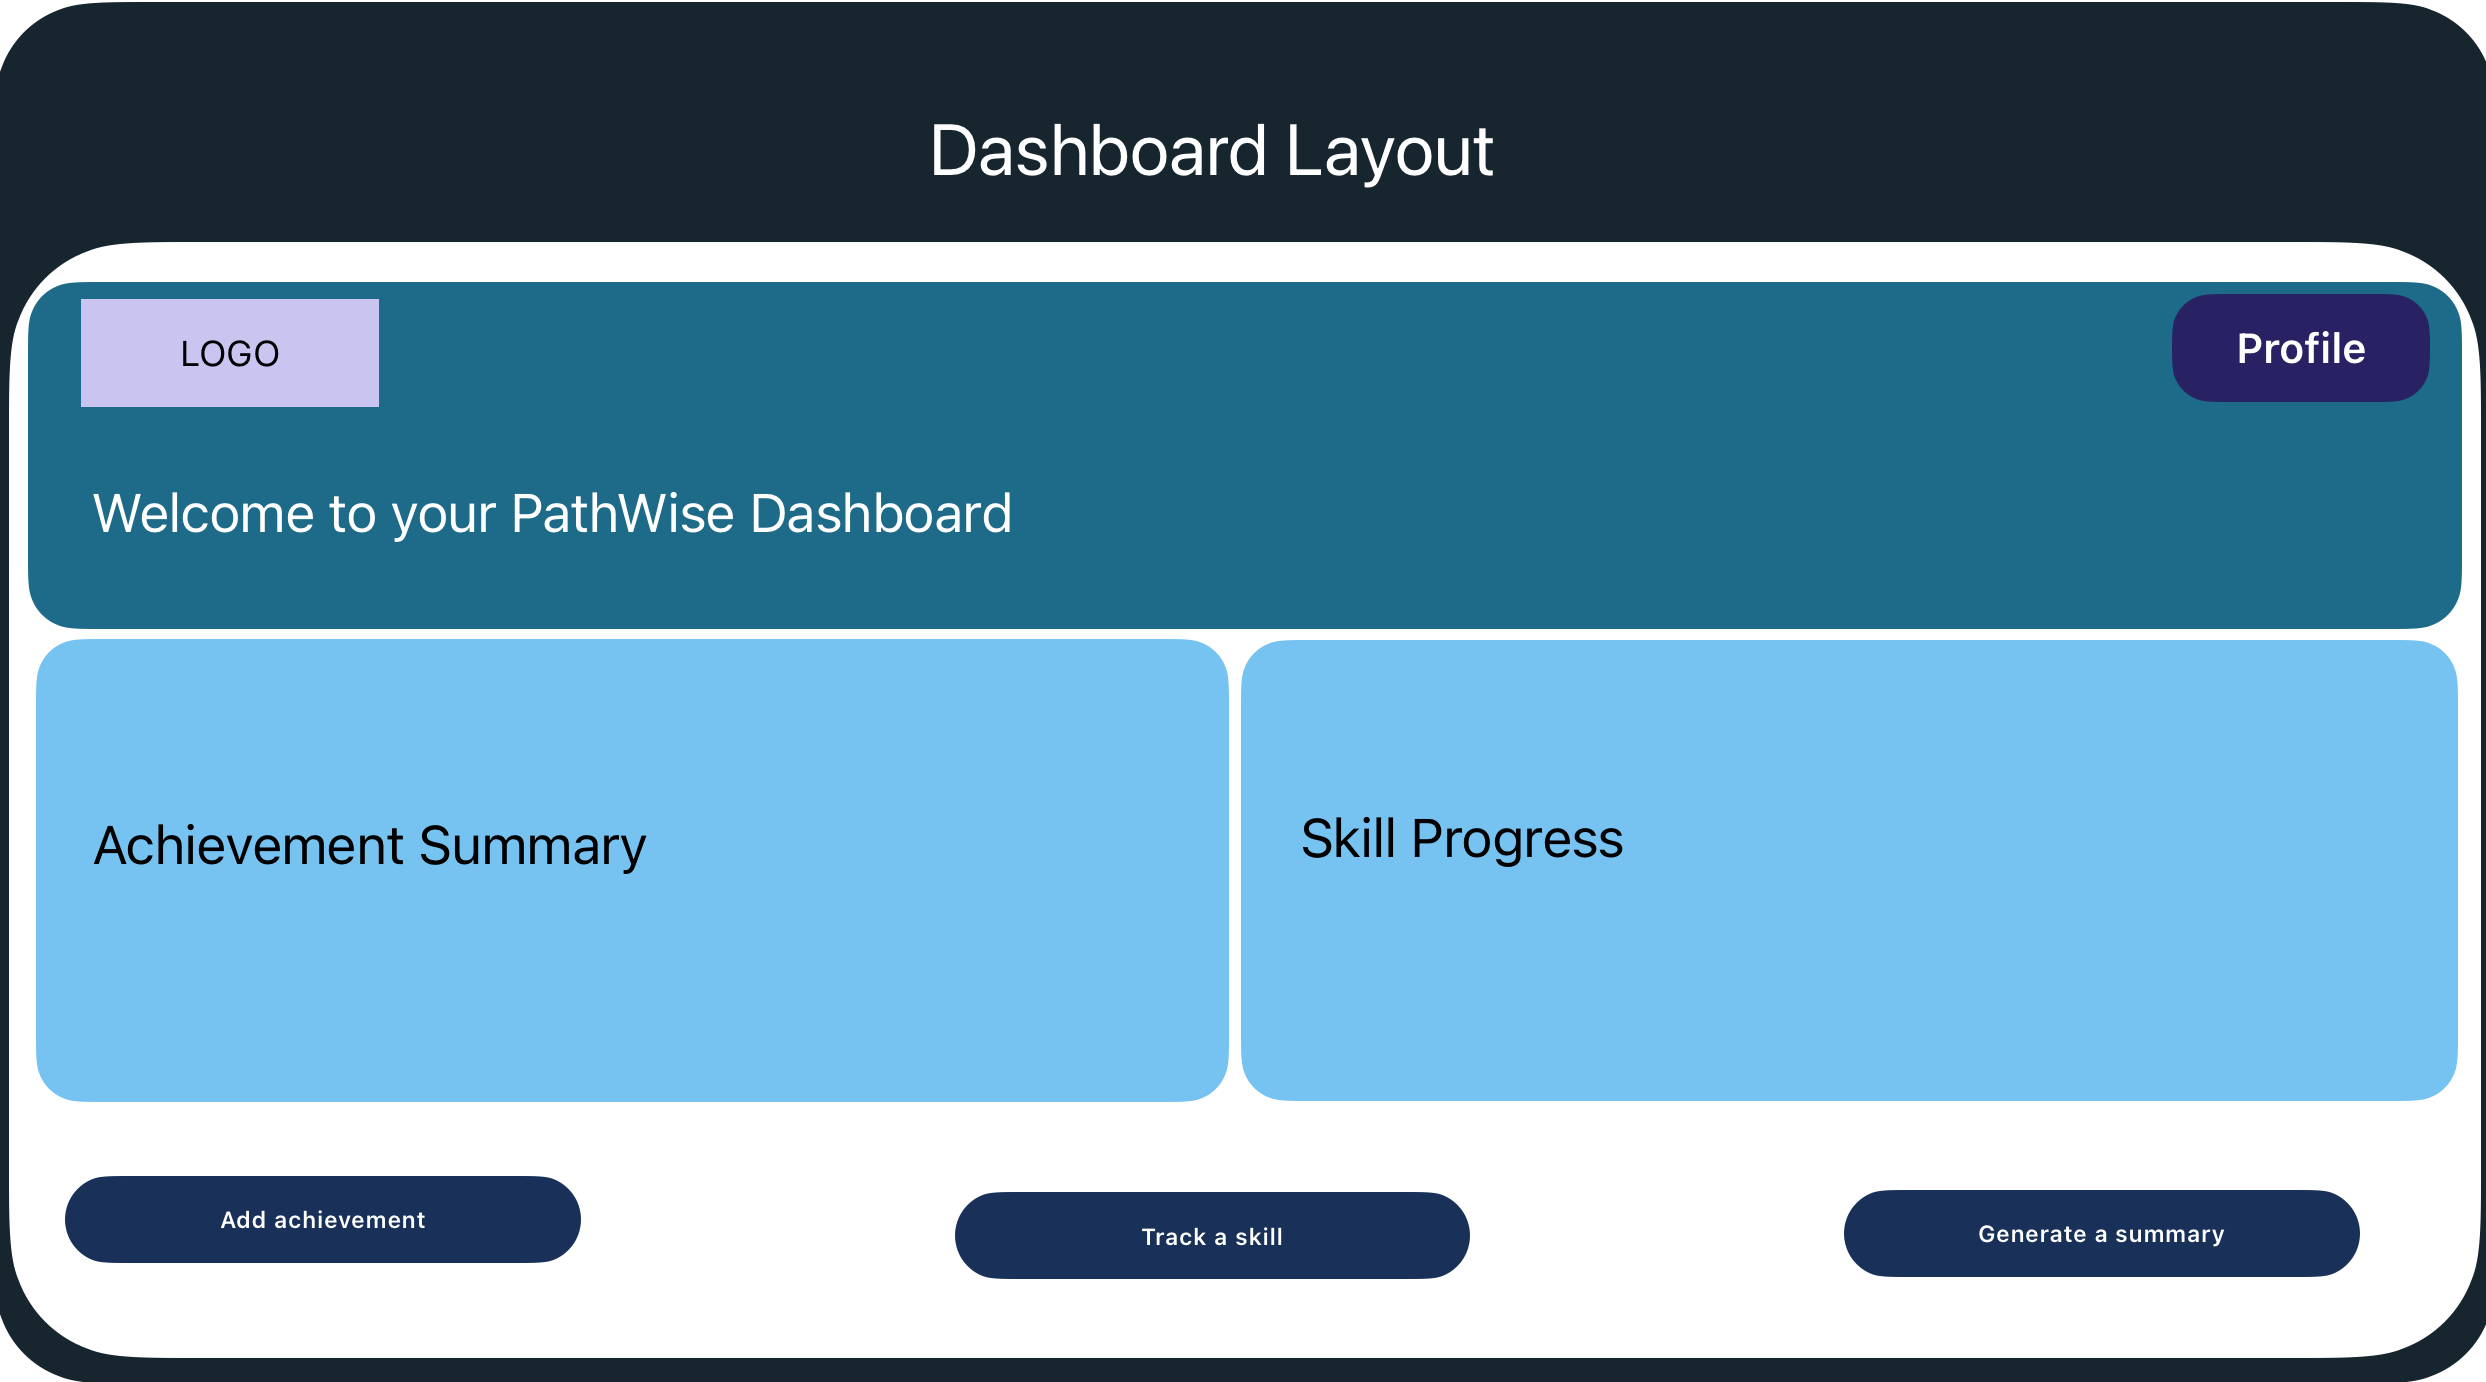 Dashboard Layout
LOGO
Profile
Welcome to your PathWise Dashboard
Achievement Summary
Skill Progress
Add achievement
Track a skill
Generate a summary